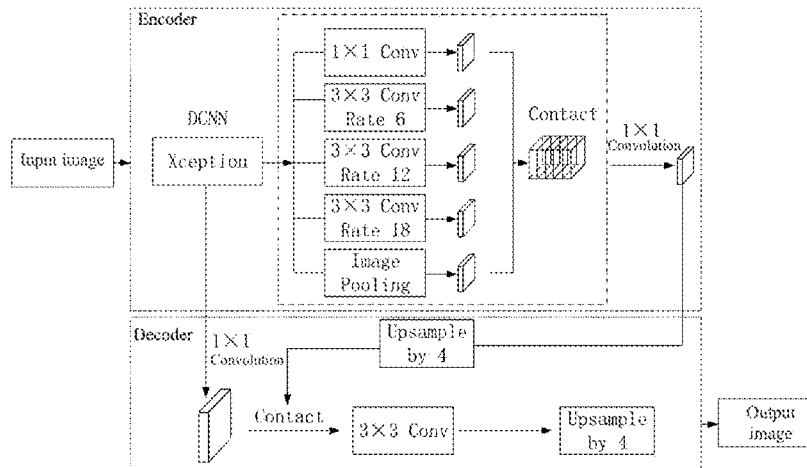 Encoder
1×1 Conv
3×3 Conv
Rate 6
3×3 Conv
Rate 12
3×3 Conv
Rate 18
Image
Pooling
DCNN
Xception
Input image
Contact
1×1
Convolution
Decoder
1×1
Convolution
Upsample
by 4
Contact
3×3 Conv
Upsample
by 4
Output
image